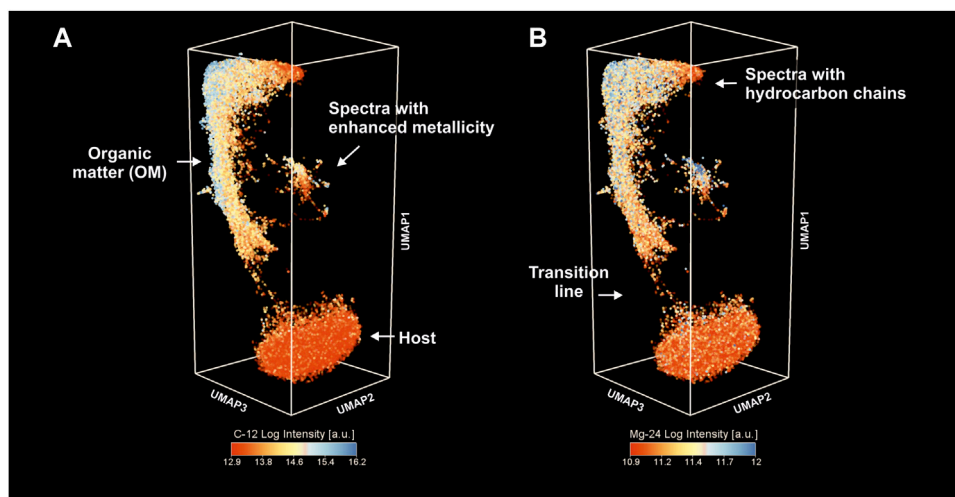 A
Spectra with
enhanced metallicity
Organic
matter (OM)
UMAP1
Host
UMAP3
UMAP2
C-12 Log Intensity [a.u.]
12.9 13.8 14.6 15.4 16.2
B
Spectra with
hydrocarbon chains
UMAP1
Transition
line
UMAP3
UMAP2
Mg-24 Log Intensity [a.u.]
10.9 11.2 11.4 11.7 12